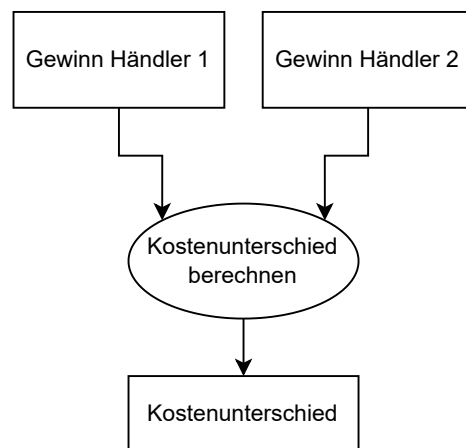 Gewinn Händler 1
Gewinn Händler 2
Kostenunterschied
berechnen
Kostenunterschied